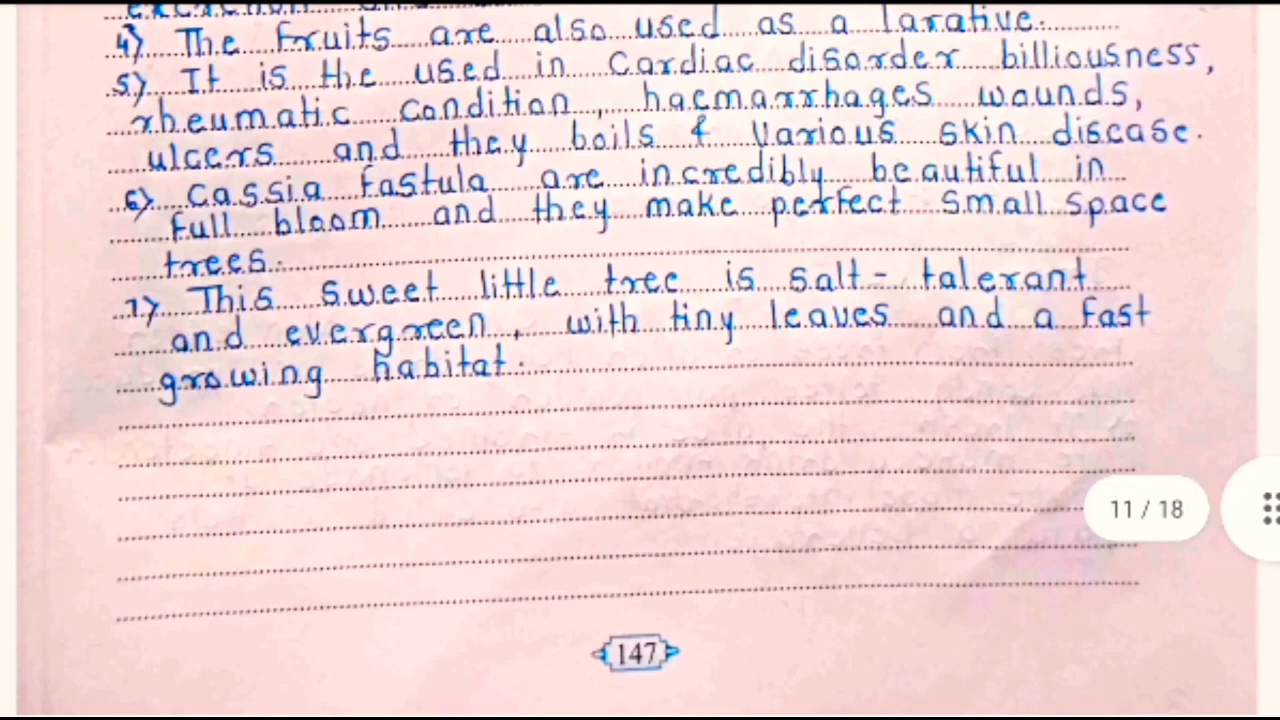 4) The Fruits are also used as a laxative.
5) It is the used in Cardiac disorder billiousness,
rheumatic Condition, haemarrhages wounds,
ulcers and they boils & Various skin disease.
6) Cassia Fastula are incredibly beautiful in
full bloom and they make perfect small space
trees.
7) This sweet little tree is salt- talerant
and evergreen, with tiny leaves and a fast
growing habitat.
11 / 18
147